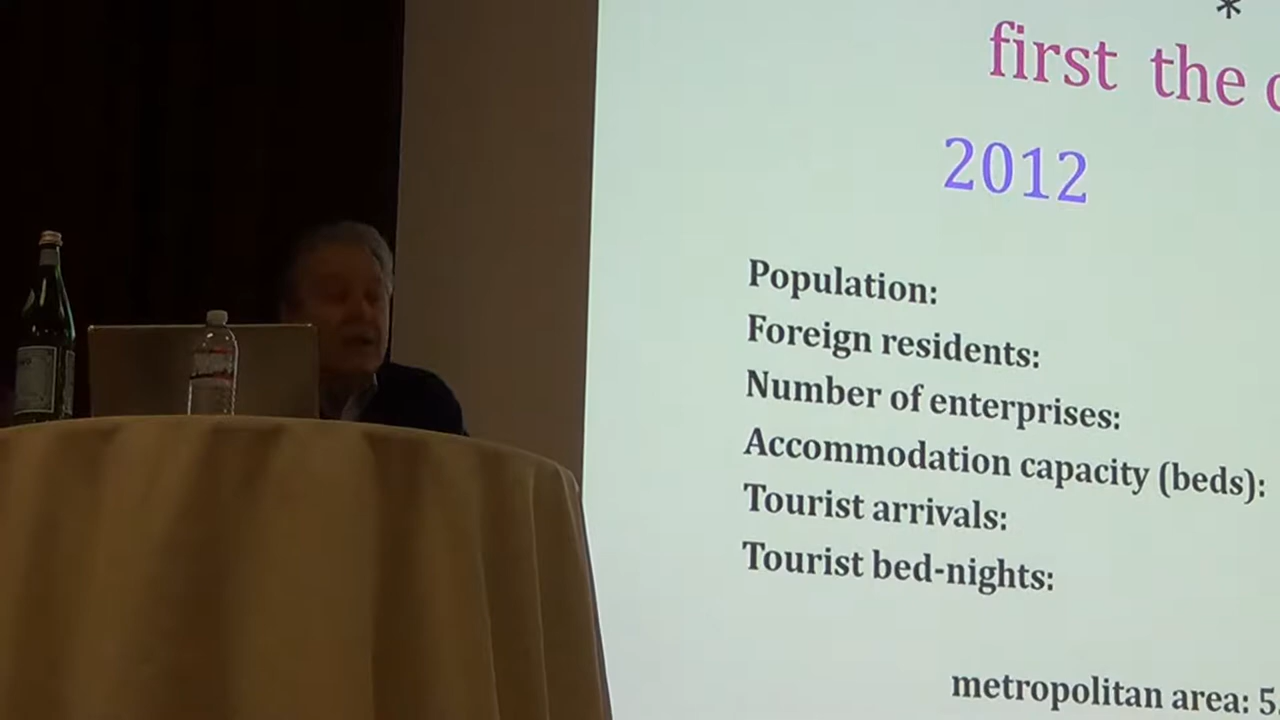 *
first the
2012
Population:
Foreign residents:
Number of enterprises:
Accommodation capacity (beds):
Tourist arrivals:
Tourist bed-nights:
metropolitan area: 5